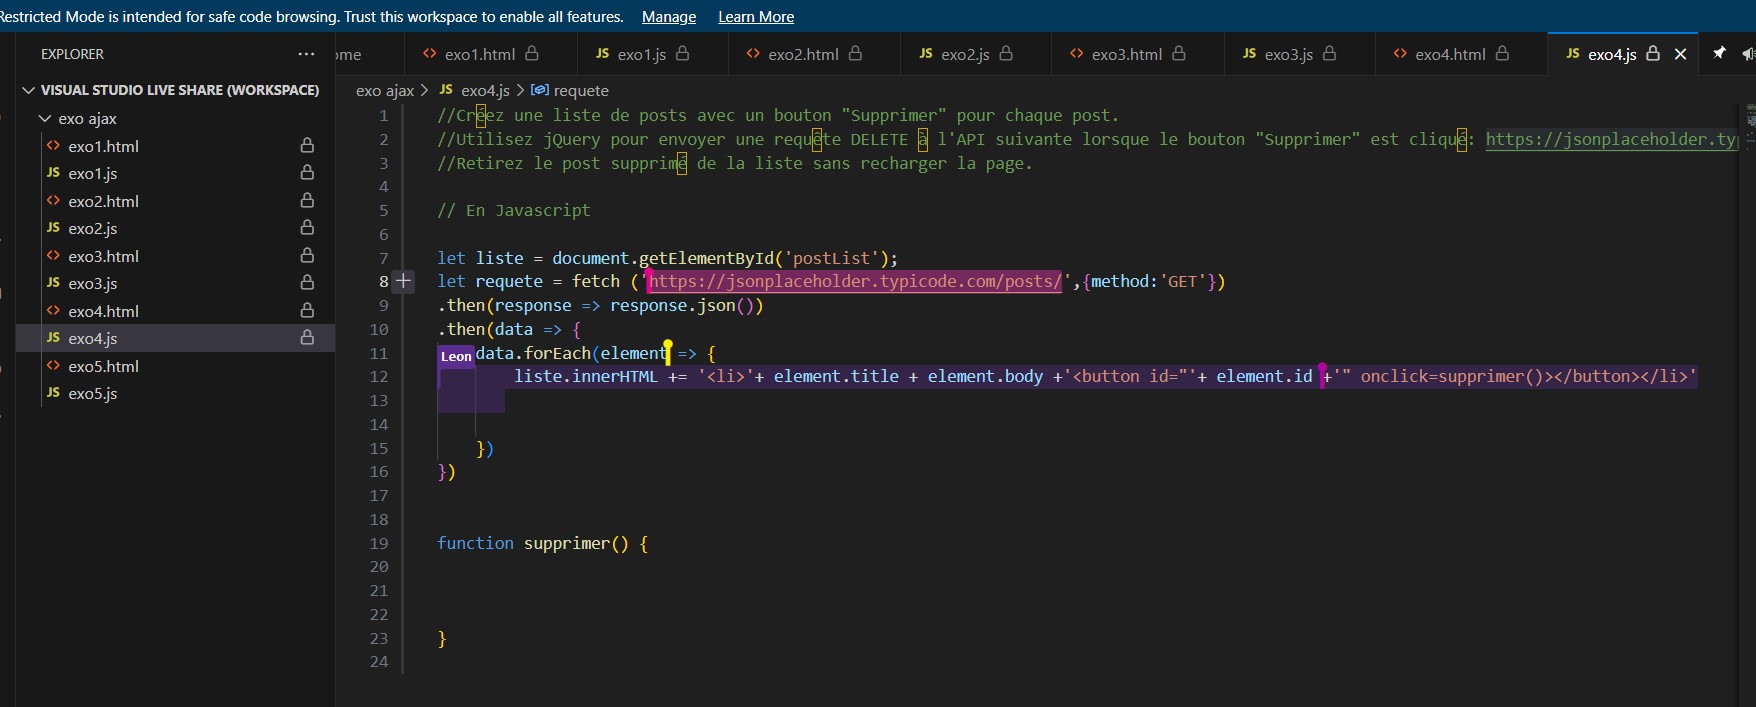 Restricted Mode is intended for safe code browsing. Trust this workspace to enable all features. Manage Learn More
EXPLORER ...
ome exo1.html exo1.js exo2.html exo2.js exo3.html exo3.js exo4.html exo4.js
VISUAL STUDIO LIVE SHARE (WORKSPACE)
exo ajax
exo1.html
exo1.js
exo2.html
exo2.js
exo3.html
exo3.js
exo4.html
exo4.js
exo5.html
exo5.js
exo ajax > JS exo4.js > requete
1 //Créez une liste de posts avec un bouton "Supprimer" pour chaque post.
2 //Utilisez jQuery pour envoyer une requête DELETE à l'API suivante lorsque le bouton "Supprimer" est cliqué: https://jsonplaceholder.ty
3 //Retirez le post supprimé de la liste sans recharger la page.
4
5 // En Javascript
6
7 let liste = document.getElementById('postList');
8 let requete = fetch ('https://jsonplaceholder.typicode.com/posts/',{method:'GET'})
9 .then(response => response.json())
10 .then(data => {
11 Leon data.forEach(element => {
12 liste.innerHTML += '<li>'+ element.title + element.body +'<button id="'+ element.id +'" onclick=supprimer()></button></li>'
13
14
15 })
16 })
17
18
19 function supprimer() {
20
21
22
23 }
24